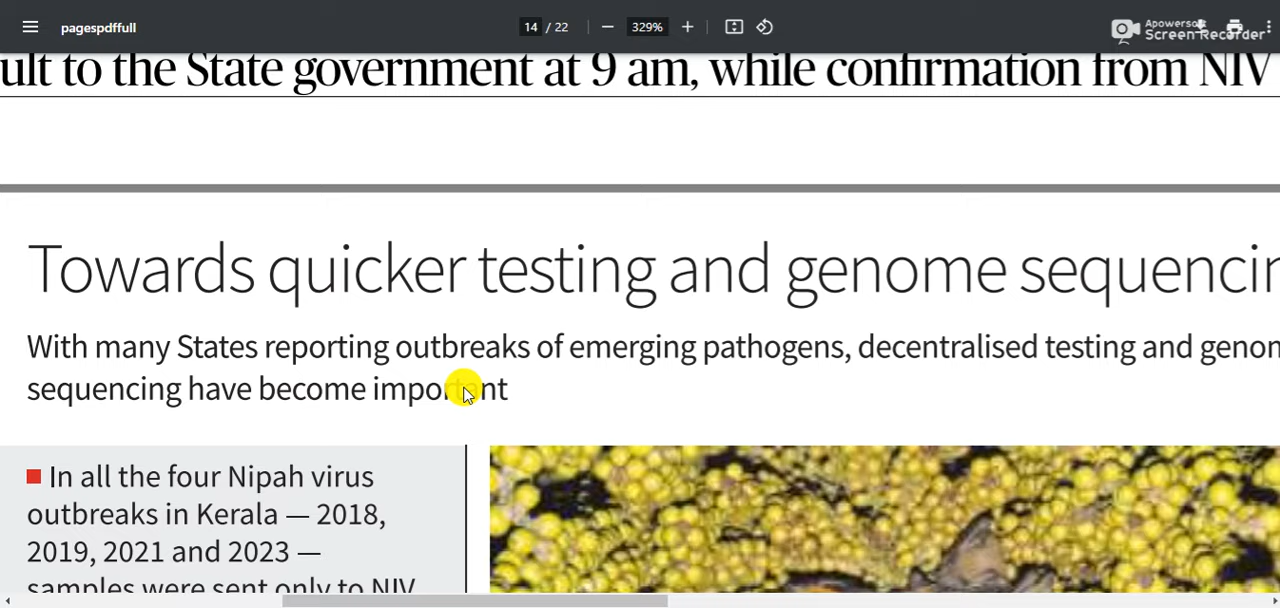 pagespdffull
14 / 22
329%
Apowersoft
Screen Recorder
ult to the State government at 9 am, while confirmation from NIV
Towards quicker testing and genome sequencin
With many States reporting outbreaks of emerging pathogens, decentralised testing and genom
sequencing have become important
In all the four Nipah virus
outbreaks in Kerala — 2018,
2019, 2021 and 2023 —
samples were sent only to NIV